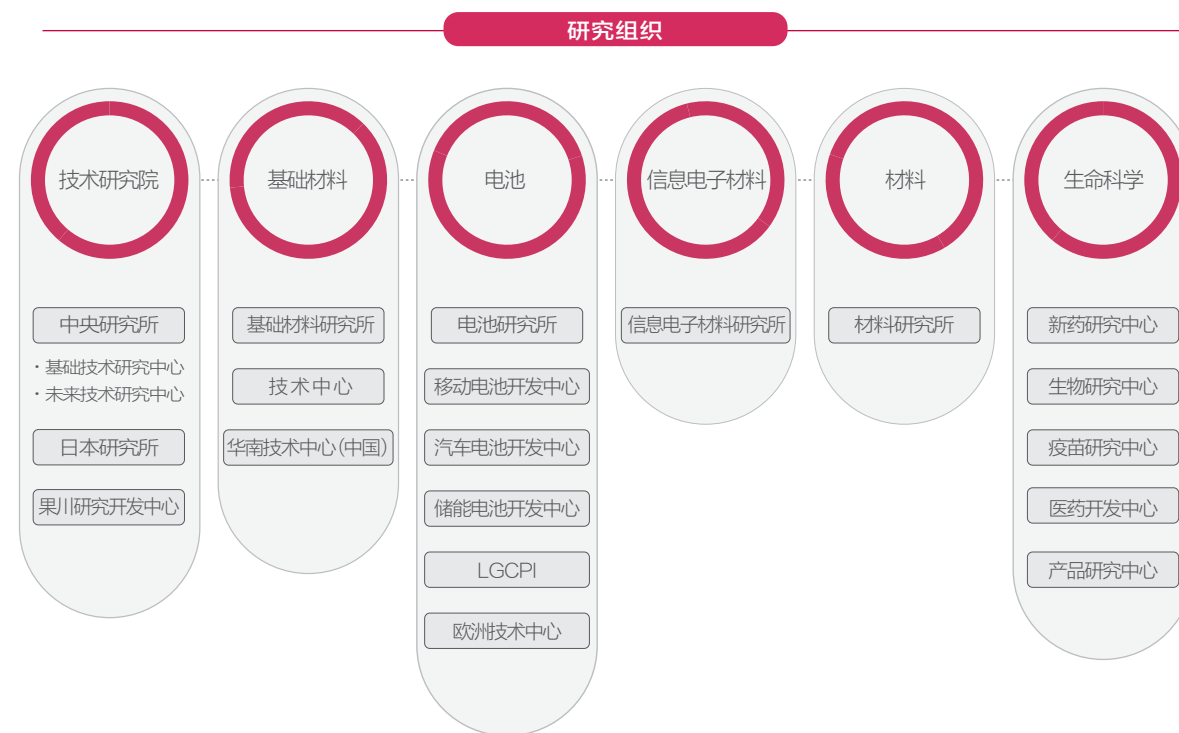 研究组织
技术研究院
中央研究所
·基础技术研究中心
·未来技术研究中心
日本研究所
果川研究开发中心
基础材料
基础材料研究所
技术中心
华南技术中心(中国)
电池
电池研究所
移动电池开发中心
汽车电池开发中心
储能电池开发中心
LGCPI
欧洲技术中心
信息电子材料
信息电子材料研究所
材料
材料研究所
生命科学
新药研究中心
生物研究中心
疫苗研究中心
医药开发中心
产品研究中心